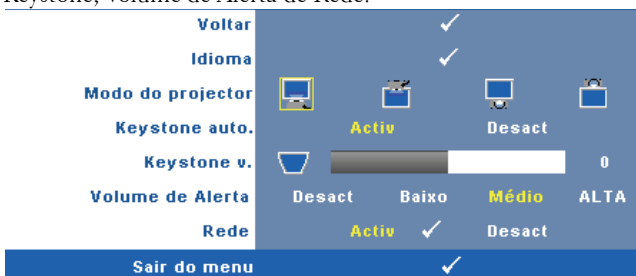 Keystone, Volume de Alerta de Rede.
Voltar
Idioma
Modo do projector
Keystone auto. Activ Desact
Keystone v. 0
Volume de Alerta Desact Baixo Médio ALTA
Rede Activ Desact
Sair do menu